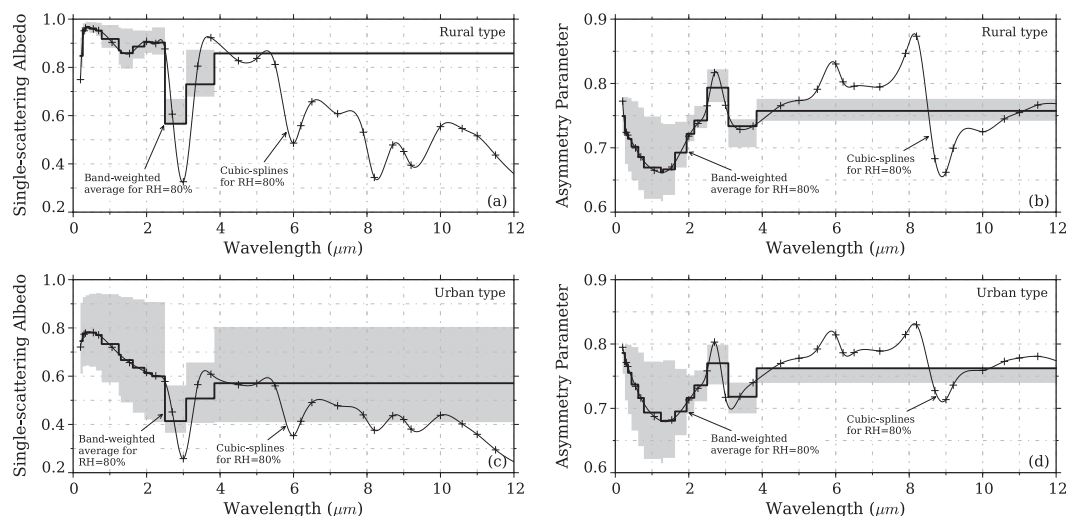 1.0
0.8
0.6
0.4
0.2
Single-scattering Albedo
Rural type
Band-weighted
average for RH=80%
Cubic-splines
for RH=80%
(a)
0 2 4 6 8 10 12
Wavelength (μm)
0.9
0.8
0.7
0.6
Asymmetry Parameter
Rural type
Band-weighted
average for RH=80%
Cubic-splines
for RH=80%
(b)
0 2 4 6 8 10 12
Wavelength (μm)
1.0
0.8
0.6
0.4
0.2
Single-scattering Albedo
Urban type
Band-weighted
average for
RH=80%
Cubic-splines
for RH=80%
(c)
0 2 4 6 8 10 12
Wavelength (μm)
0.9
0.8
0.7
0.6
Asymmetry Parameter
Urban type
Band-weighted
average for RH=80%
Cubic-splines
for RH=80%
(d)
0 2 4 6 8 10 12
Wavelength (μm)